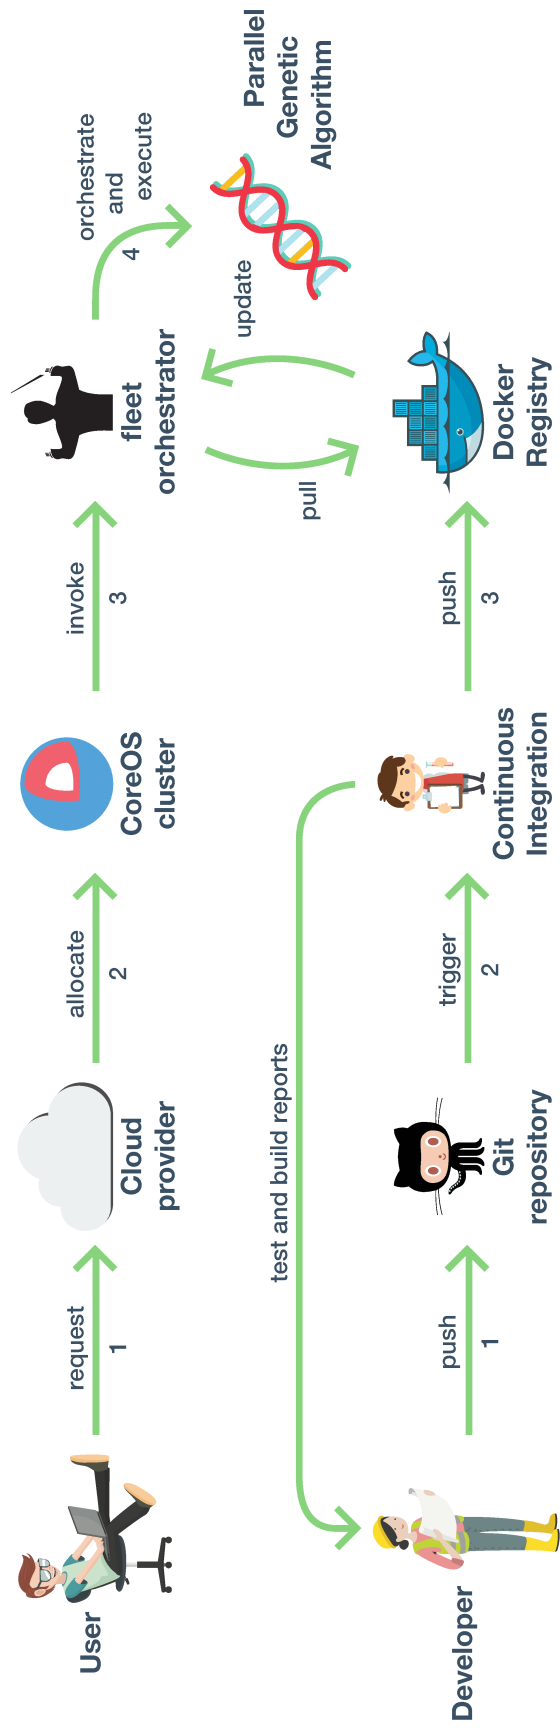 User
request
1
Cloud
provider
allocate
2
CoreOS
cluster
invoke
3
fleet
orchestrator
orchestrate
and
execute
4
Parallel
Genetic
Algorithm
pull
update
test and build reports
Developer
push
1
Git
repository
trigger
2
Continuous
Integration
push
3
Docker
Registry